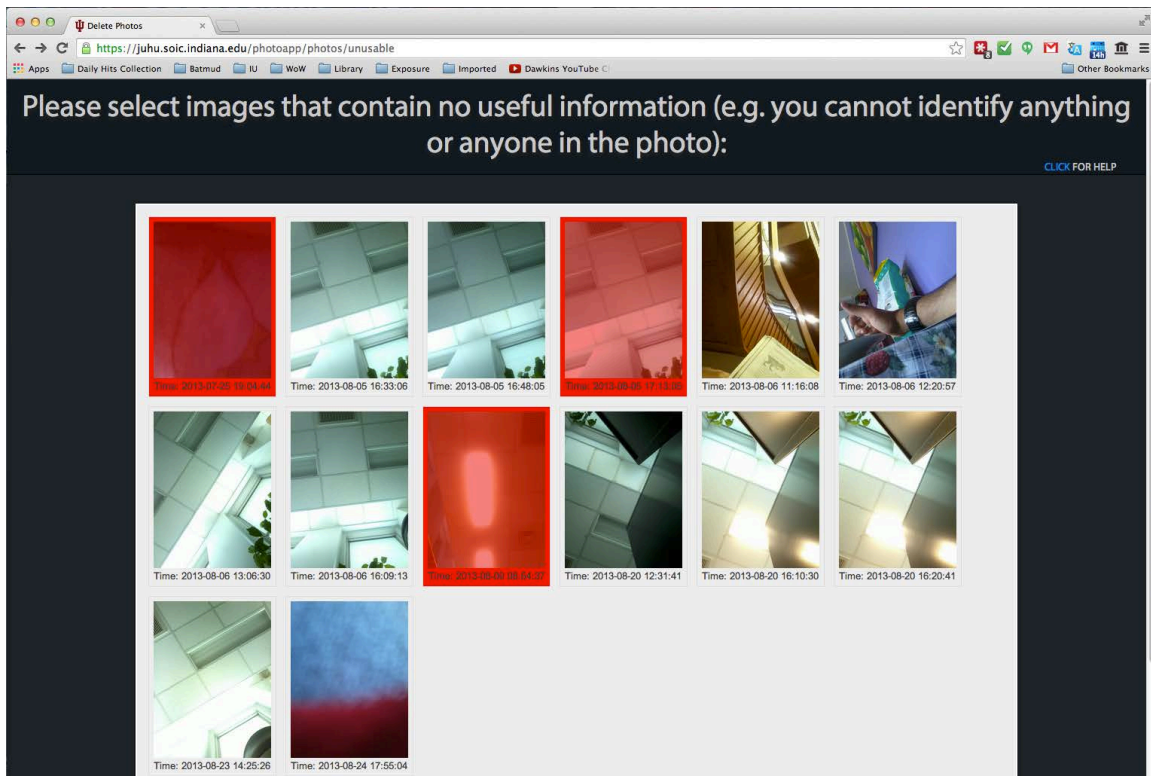 Delete Photos
https://juhu.soic.indiana.edu/photoapp/photos/unusable
Apps Daily Hits Collection Batmud IU WoW Library Exposure Imported Dawkins YouTube C Other Bookmarks
14h
Please select images that contain no useful information (e.g. you cannot identify anything
or anyone in the photo):
CLICK FOR HELP
Time: 2013-08-05 16:33:06 Time: 2013-08-05 16:48:05 Time: 2013-08-06 11:16:08 Time: 2013-08-06 12:20:57
Time: 2013-08-06 13:06:30 Time: 2013-08-06 16:09:13 Time: 2013-08-20 12:31:41 Time: 2013-08-20 16:10:30 Time: 2013-08-20 16:20:41
Time: 2013-08-23 14:25:26 Time: 2013-08-24 17:55:04